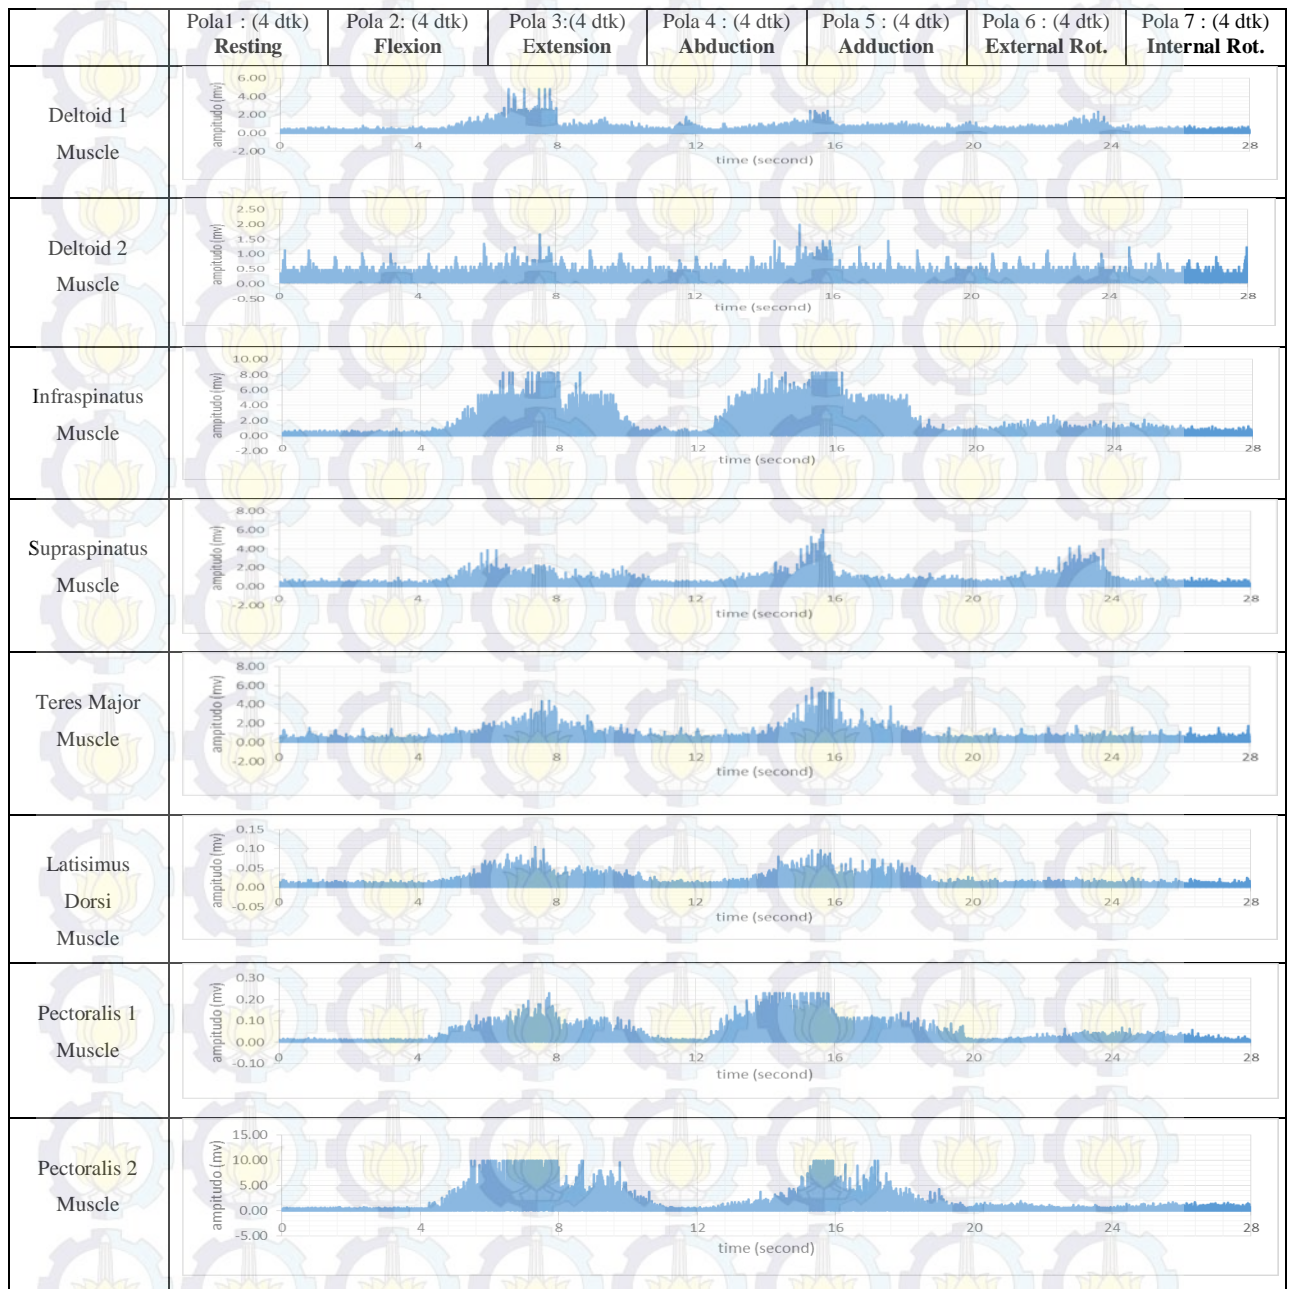 Pola1 : (4 dtk)
Resting
Pola 2: (4 dtk)
Flexion
Pola 3:(4 dtk)
Extension
Pola 4 : (4 dtk)
Abduction
Pola 5 : (4 dtk)
Adduction
Pola 6 : (4 dtk)
External Rot.
Pola 7 : (4 dtk)
Internal Rot.
Deltoid 1
Muscle
ampitudo (mv)
6.00
4.00
2.00
0.00
-2.00
0 4 8 12 16 20 24 28
time (second)
Deltoid 2
Muscle
ampitudo (mv)
2.50
2.00
1.50
1.00
0.50
0.00
-0.50
0 4 8 12 16 20 24 28
time (second)
Infraspinatus
Muscle
ampitudo (mv)
10.00
8.00
6.00
4.00
2.00
0.00
-2.00
0 4 8 12 16 20 24 28
time (second)
Supraspinatus
Muscle
ampitudo (mv)
8.00
6.00
4.00
2.00
0.00
-2.00
0 4 8 12 16 20 24 28
time (second)
Teres Major
Muscle
ampitudo (mv)
8.00
6.00
4.00
2.00
0.00
-2.00
0 4 8 12 16 20 24 28
time (second)
Latisimus
Dorsi
Muscle
ampitudo (mv)
0.15
0.10
0.05
0.00
-0.05
0 4 8 12 16 20 24 28
time (second)
Pectoralis 1
Muscle
ampitudo (mv)
0.30
0.20
0.10
0.00
-0.10
0 4 8 12 16 20 24 28
time (second)
Pectoralis 2
Muscle
ampitudo (mv)
15.00
10.00
5.00
0.00
-5.00
0 4 8 12 16 20 24 28
time (second)